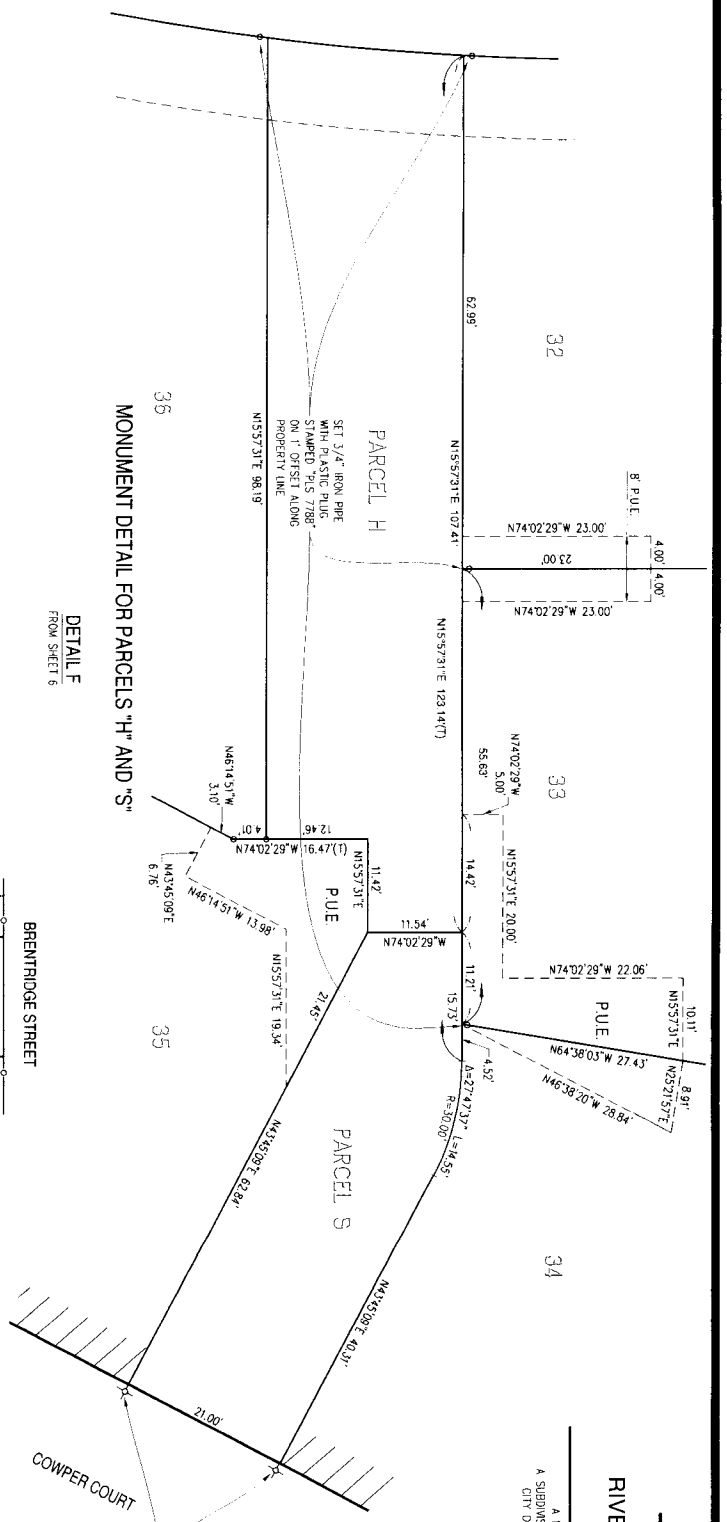 32
62.99'
N15°57'31"E 107.41'
8' P.U.E.
N74°02'29"W 23.00'
4.00'
4.00'
23.00'
N74°02'29"W 23.00'
PARCEL H
SET 3/4" IRON PIPE
WITH PLASTIC PLUG
STAMPED "PLS 7788"
ON 1' OFFSET ALONG
PROPERTY LINE
N15°57'31"E 98.19'
36
N15°57'31"E 123.14'(T)
33
N74°02'29"W
5.00'
55.63'
N15°57'31"E 20.00'
14.42'
N74°02'29"W 22.06'
10.11'
N15°57'31"E
P.U.E.
8.91'
N25°21'57"E
N64°38'03"W 27.43'
N46°38'20"W 28.84'
11.21'
15.73'
4.52'
Δ=27°47'37" L=14.55'
R=30.00'
11.54'
N74°02'29"W
11.42'
N15°57'31"E
12.46'
4.01'
N74°02'29"W 16.47'(T)
N46°14'51"W
3.10'
N43°45'09"E
6.76'
N46°14'51"W 13.98'
N15°57'31"E 19.34'
P.U.E.
21.45'
35
34
PARCEL S
N43°45'09"E 62.84'
N43°45'09"E 40.31'
21.00'
COWPER COURT
MONUMENT DETAIL FOR PARCELS "H" AND "S"
DETAIL F
FROM SHEET 6
BRENTRIDGE STREET
RIVE
A SUBDIVIS
CITY O